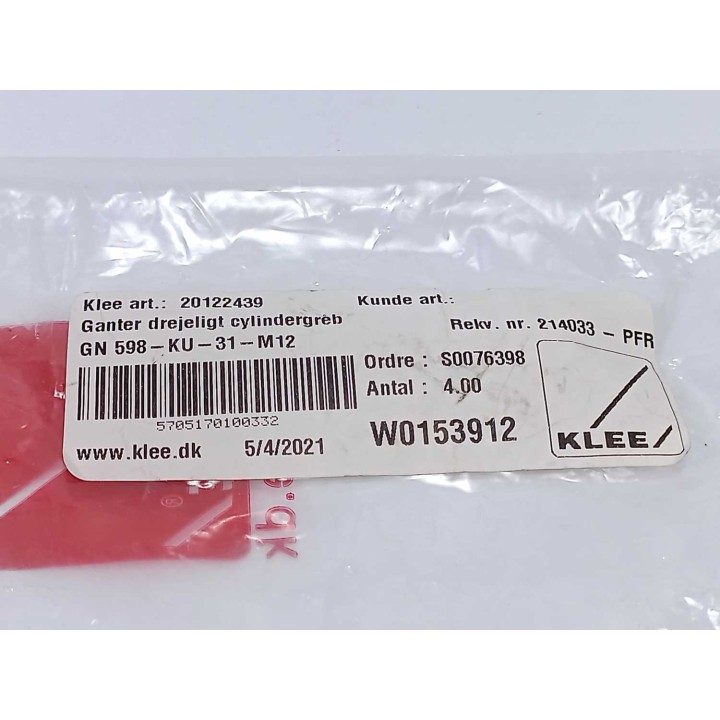 Klee art.: 20122439
Kunde art.:
Ganter drejeligt cylindergreb
Rekv. nr. 214033 - PFR
GN 598-KU-31-M12
Ordre : S0076398
Antal : 4.00
5705170100332
www.klee.dk 5/4/2021
W0153912
KLEE